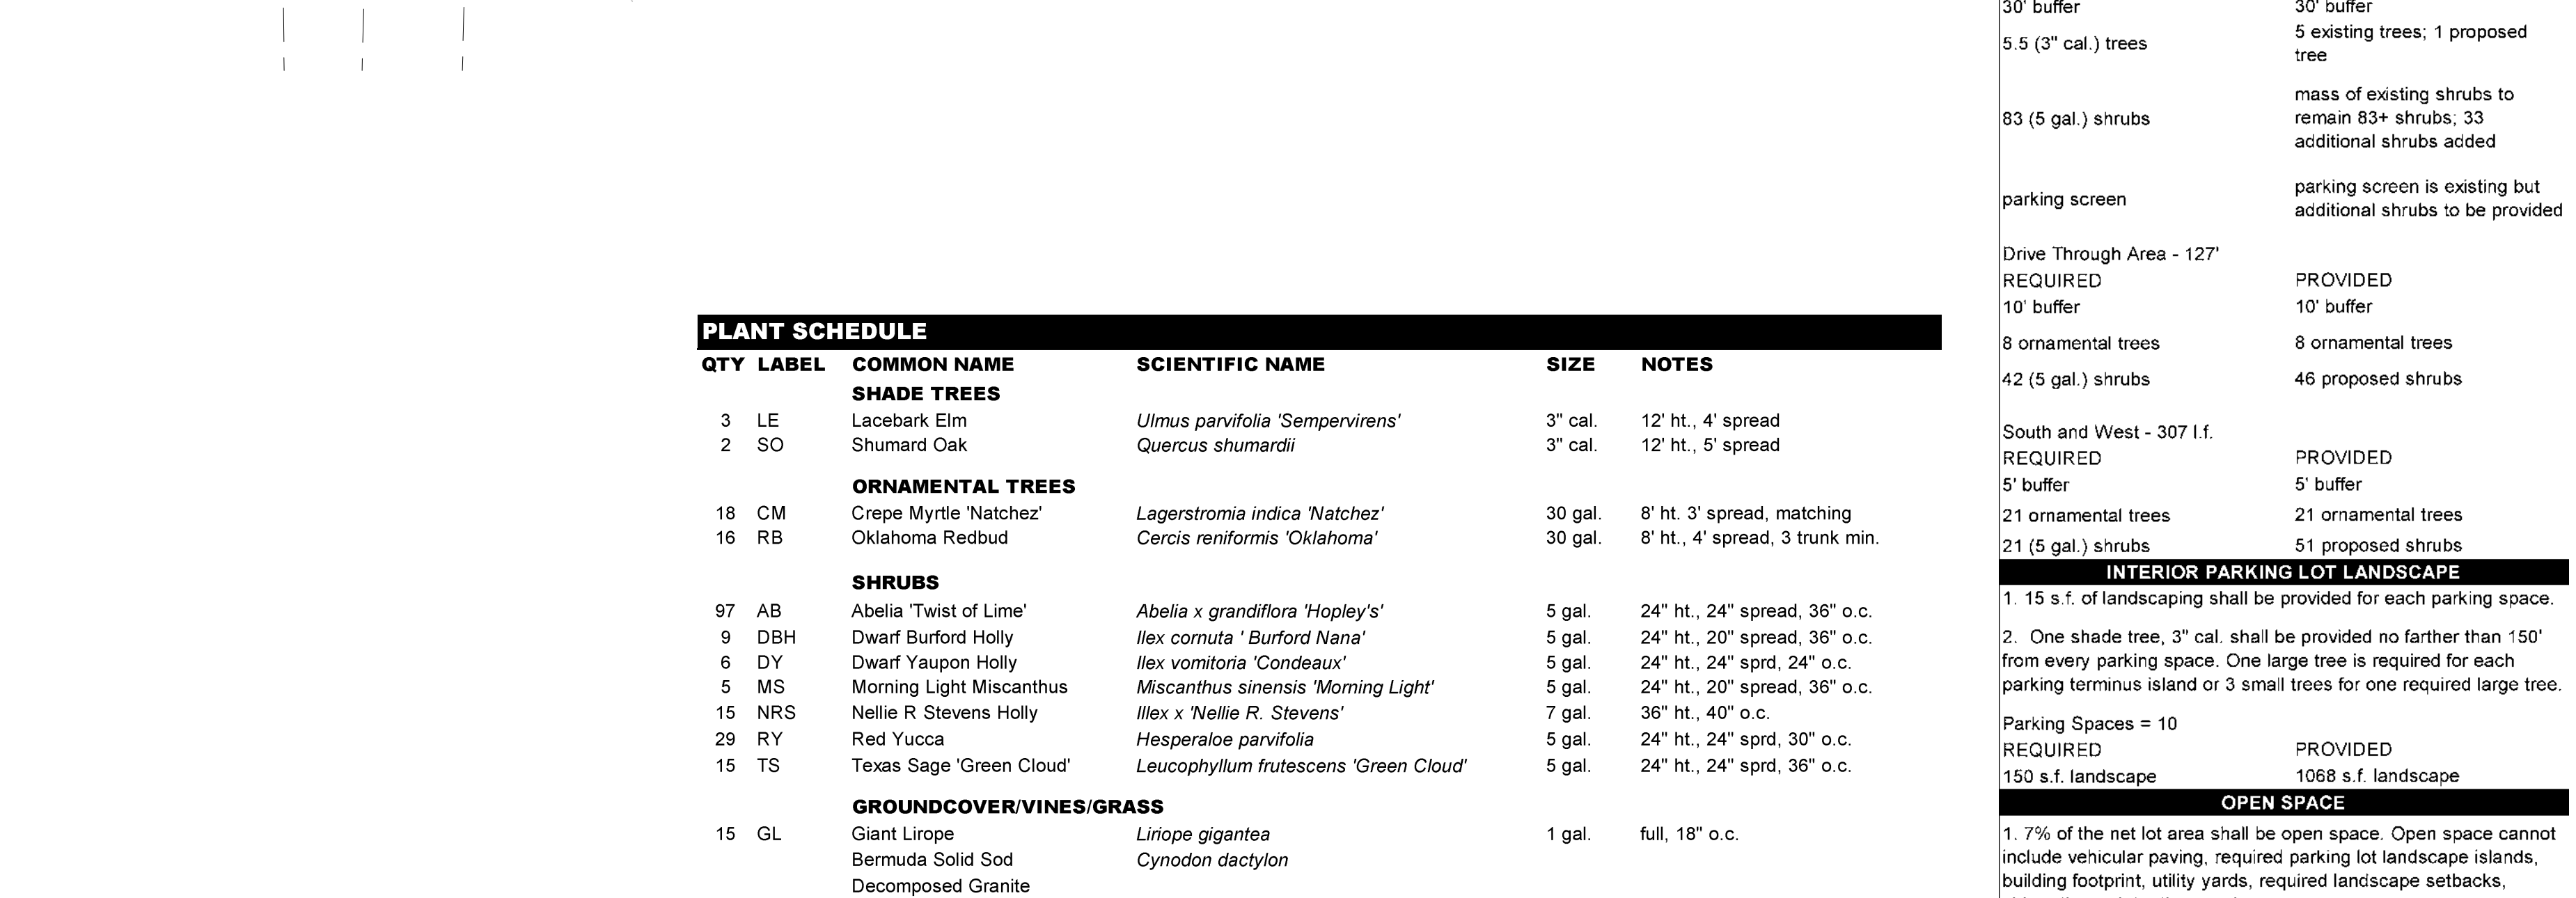 PLANT SCHEDULE
QTY LABEL COMMON NAME SCIENTIFIC NAME SIZE NOTES
SHADE TREES
3 LE Lacebark Elm Ulmus parvifolia 'Sempervirens' 3" cal. 12' ht., 4' spread
2 SO Shumard Oak Quercus shumardii 3" cal. 12' ht., 5' spread
ORNAMENTAL TREES
18 CM Crepe Myrtle 'Natchez' Lagerstromia indica 'Natchez' 30 gal. 8' ht. 3' spread, matching
16 RB Oklahoma Redbud Cercis reniformis 'Oklahoma' 30 gal. 8' ht., 4' spread, 3 trunk min.
SHRUBS
97 AB Abelia 'Twist of Lime' Abelia x grandiflora 'Hopley's' 5 gal. 24" ht., 24" spread, 36" o.c.
9 DBH Dwarf Burford Holly Ilex cornuta ' Burford Nana' 5 gal. 24" ht., 20" spread, 36" o.c.
6 DY Dwarf Yaupon Holly Ilex vomitoria 'Condeaux' 5 gal. 24" ht., 24" sprd, 24" o.c.
5 MS Morning Light Miscanthus Miscanthus sinensis 'Morning Light' 5 gal. 24" ht., 20" spread, 36" o.c.
15 NRS Nellie R Stevens Holly Illex x 'Nellie R. Stevens' 7 gal. 36" ht., 40" o.c.
29 RY Red Yucca Hesperaloe parvifolia 5 gal. 24" ht., 24" sprd, 30" o.c.
15 TS Texas Sage 'Green Cloud' Leucophyllum frutescens 'Green Cloud' 5 gal. 24" ht., 24" sprd, 36" o.c.
GROUNDCOVER/VINES/GRASS
15 GL Giant Lirope Liriope gigantea 1 gal. full, 18" o.c.
Bermuda Solid Sod Cynodon dactylon
Decomposed Granite
30' buffer 30' buffer
5.5 (3" cal.) trees 5 existing trees; 1 proposed
tree
mass of existing shrubs to
83 (5 gal.) shrubs remain 83+ shrubs; 33
additional shrubs added
parking screen parking screen is existing but
additional shrubs to be provided
Drive Through Area - 127'
REQUIRED PROVIDED
10' buffer 10' buffer
8 ornamental trees 8 ornamental trees
42 (5 gal.) shrubs 46 proposed shrubs
South and West - 307 l.f.
REQUIRED PROVIDED
5' buffer 5' buffer
21 ornamental trees 21 ornamental trees
21 (5 gal.) shrubs 51 proposed shrubs
INTERIOR PARKING LOT LANDSCAPE
1. 15 s.f. of landscaping shall be provided for each parking space.
2. One shade tree, 3" cal. shall be provided no farther than 150'
from every parking space. One large tree is required for each
parking terminus island or 3 small trees for one required large tree.
Parking Spaces = 10
REQUIRED PROVIDED
150 s.f. landscape 1068 s.f. landscape
OPEN SPACE
1. 7% of the net lot area shall be open space. Open space cannot
include vehicular paving, required parking lot landscape islands,
building footprint, utility yards, required landscape setbacks,